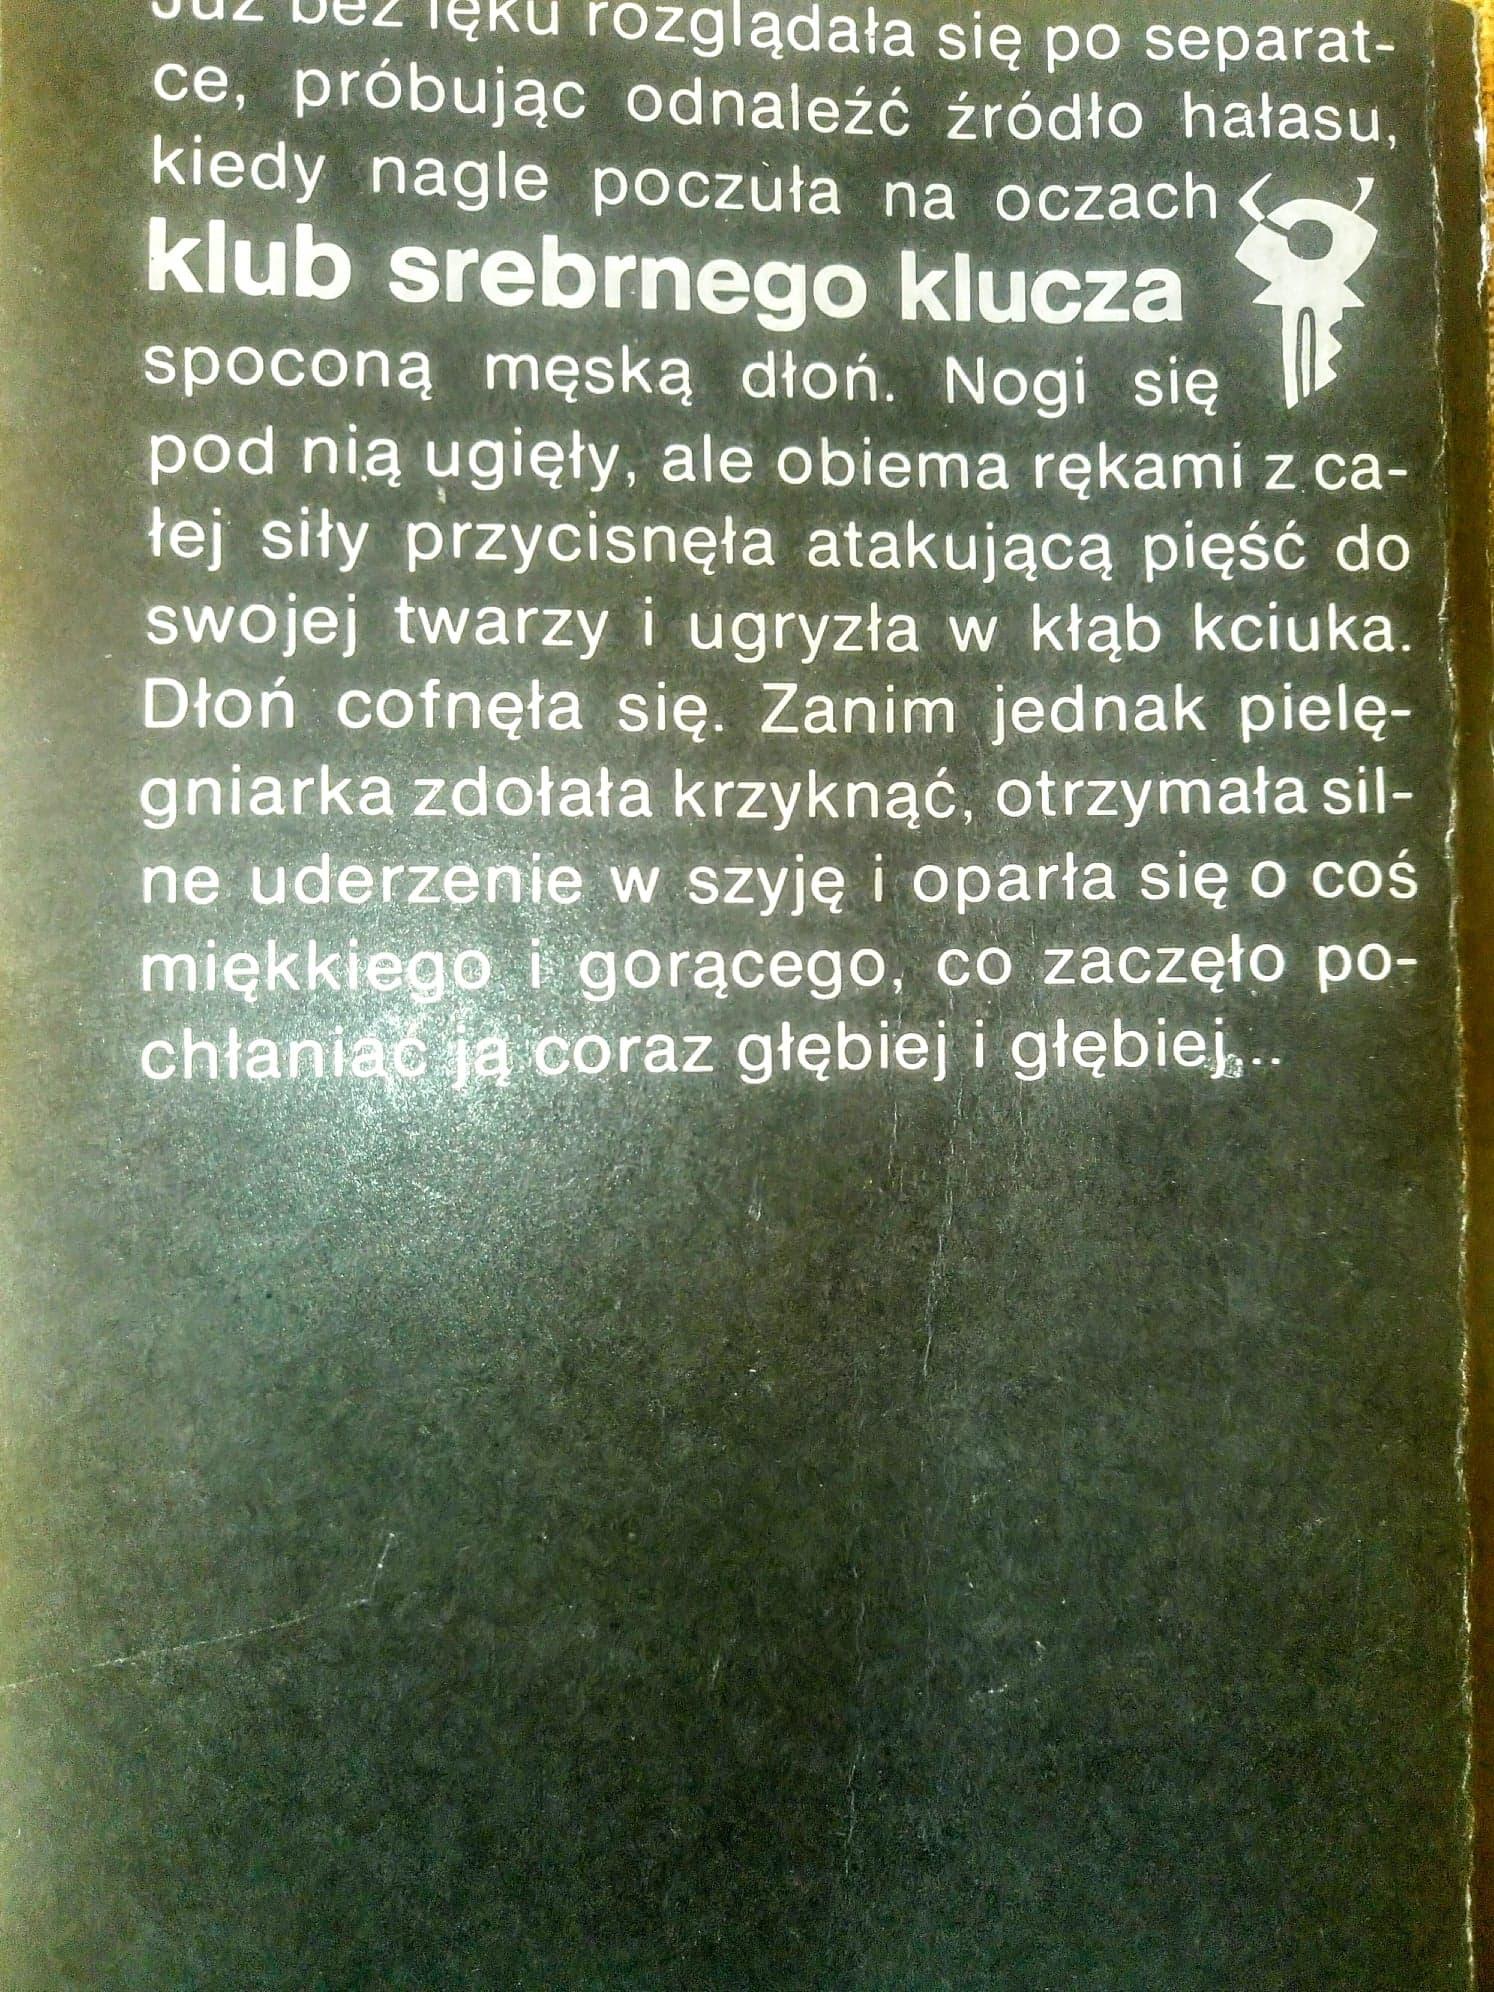 Już bez lęku rozglądała się po separat-
ce, próbując odnaleźć źródło hałasu,
kiedy nagle poczuła na oczach
klub srebrnego klucza
spoconą męską dłoń. Nogi się
pod nią ugięły, ale obiema rękami z ca-
łej siły przycisnęła atakującą pięść do
swojej twarzy i ugryzła w kłąb kciuka.
Dłoń cofnęła się. Zanim jednak pielę-
gniarka zdołała krzyknąć, otrzymała sil-
ne uderzenie w szyję i oparła się o coś
miękkiego i gorącego, co zaczęło po-
chłaniać ją coraz głębiej i głębiej...